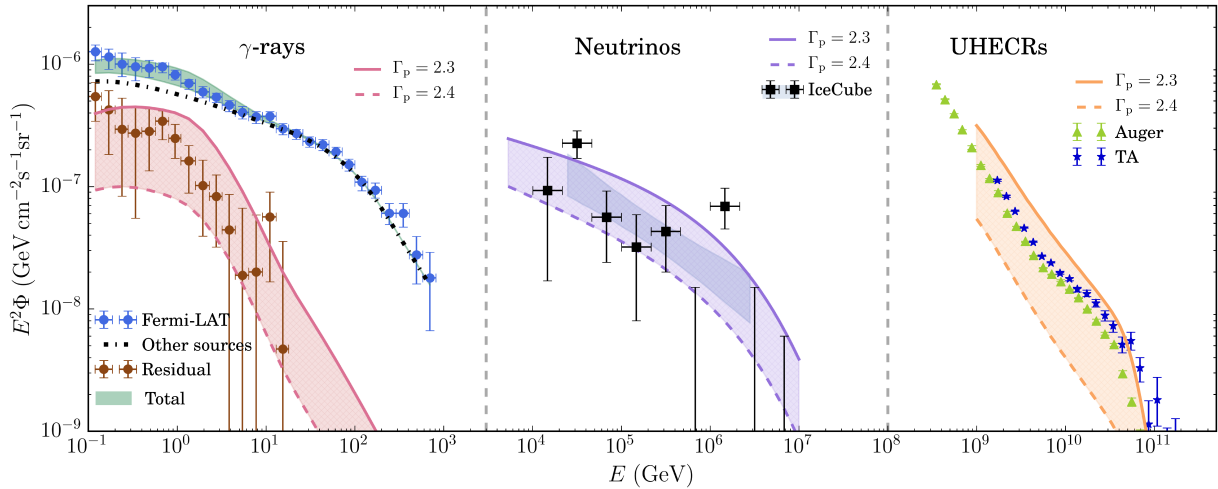 γ-rays
Γp = 2.3
Γp = 2.4
Neutrinos
Γp = 2.3
Γp = 2.4
IceCube
UHECRs
Γp = 2.3
Γp = 2.4
Auger
TA
Fermi-LAT
Other sources
Residual
Total
E²Φ (GeV cm⁻²s⁻¹sr⁻¹)
10⁻⁶
10⁻⁷
10⁻⁸
10⁻⁹
10⁻¹ 10⁰ 10¹ 10² 10³ 10⁴ 10⁵ 10⁶ 10⁷ 10⁸ 10⁹ 10¹⁰ 10¹¹
E (GeV)